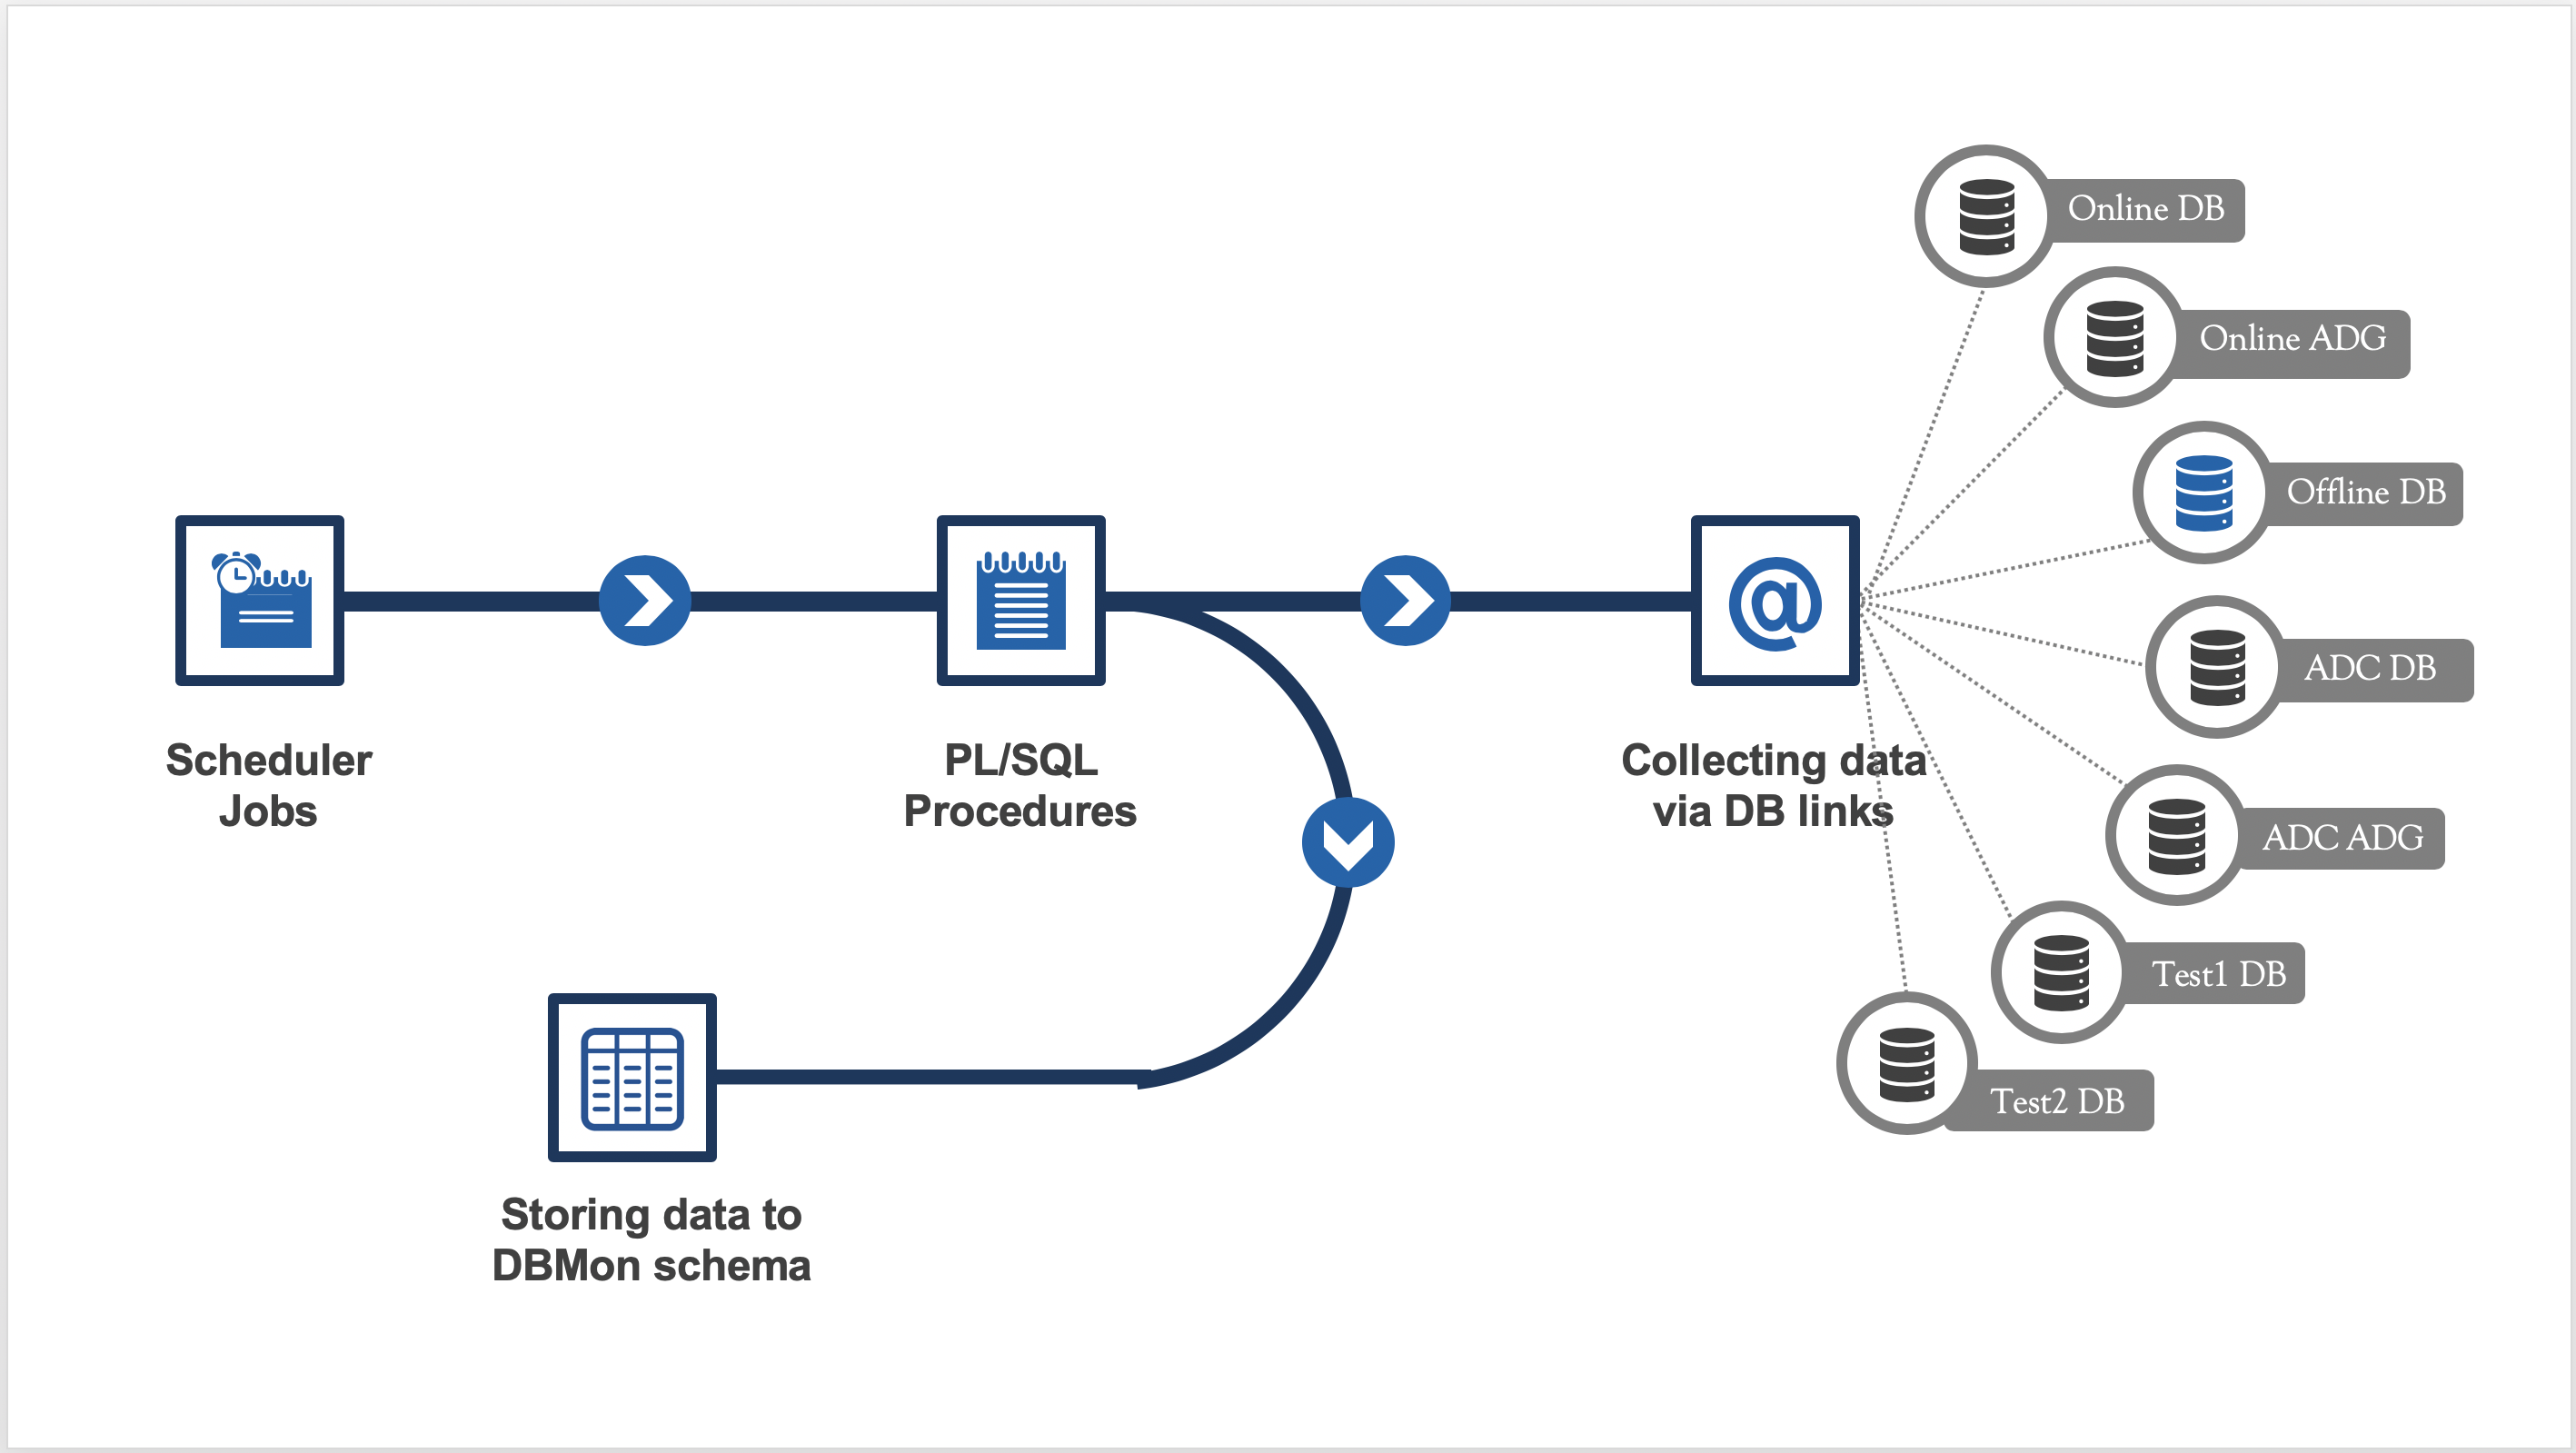 Scheduler
Jobs
PL/SQL
Procedures
Collecting data
via DB links
Storing data to
DBMon schema
Online DB
Online ADG
Offline DB
ADC DB
ADC ADG
Test1 DB
Test2 DB
@